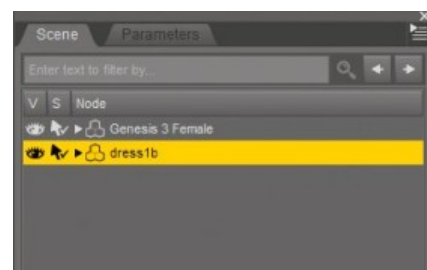 Scene Parameters
Enter text to filter by...
V S Node
Genesis 3 Female
dress1b